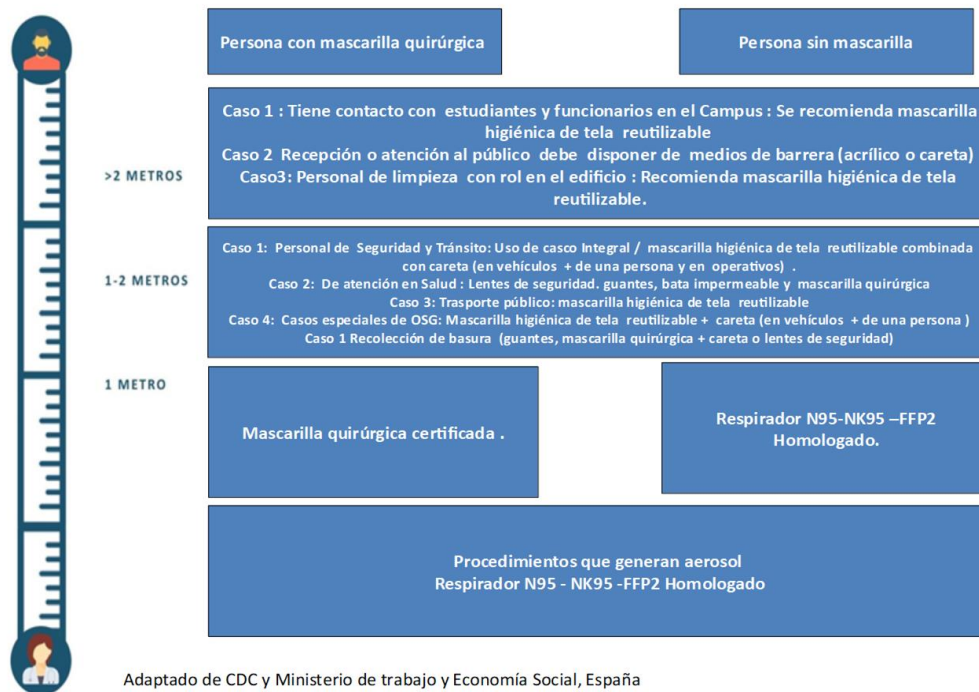 Persona con mascarilla quirúrgica
Persona sin mascarilla
>2 METROS
Caso 1 : Tiene contacto con estudiantes y funcionarios en el Campus : Se recomienda mascarilla
higiénica de tela reutilizable
Caso 2 Recepción o atención al público debe disponer de medios de barrera (acrílico o careta)
Caso3: Personal de limpieza con rol en el edificio : Recomienda mascarilla higiénica de tela
reutilizable.
1-2 METROS
Caso 1: Personal de Seguridad y Tránsito: Uso de casco Integral / mascarilla higiénica de tela reutilizable combinada
con careta (en vehículos + de una persona y en operativos) .
Caso 2: De atención en Salud : Lentes de seguridad. guantes, bata impermeable y mascarilla quirúrgica
Caso 3: Trasporte público: mascarilla higiénica de tela reutilizable
Caso 4: Casos especiales de OSG: Mascarilla higiénica de tela reutilizable + careta (en vehículos + de una persona )
Caso 1 Recolección de basura (guantes, mascarilla quirúrgica + careta o lentes de seguridad)
1 METRO
Mascarilla quirúrgica certificada .
Respirador N95-NK95 –FFP2
Homologado.
Procedimientos que generan aerosol
Respirador N95 - NK95 -FFP2 Homologado
Adaptado de CDC y Ministerio de trabajo y Economía Social, España